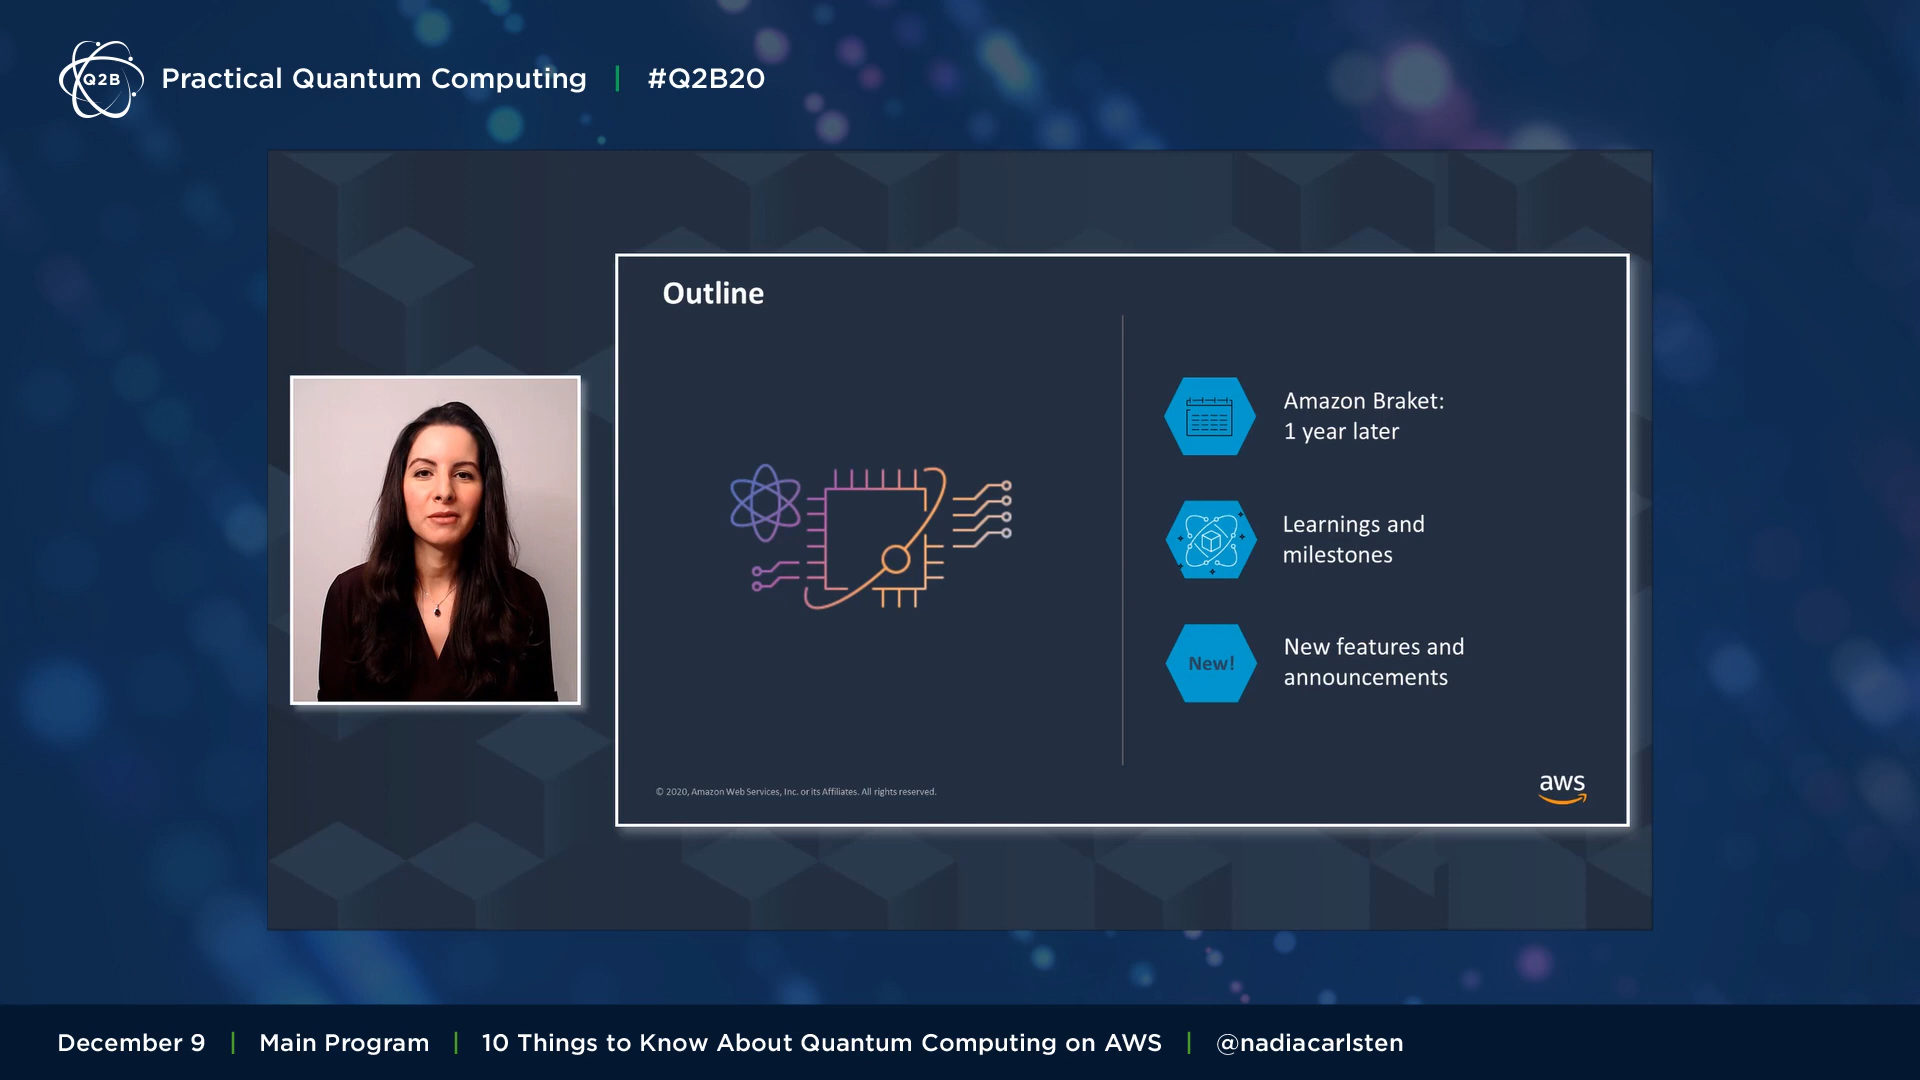 Q2B
Practical Quantum Computing | #Q2B20
Outline
Amazon Braket:
1 year later
Learnings and
milestones
New!
New features and
announcements
© 2020, Amazon Web Services, Inc. or its Affiliates. All rights reserved.
aws
December 9 | Main Program | 10 Things to Know About Quantum Computing on AWS | @nadiacarlsten